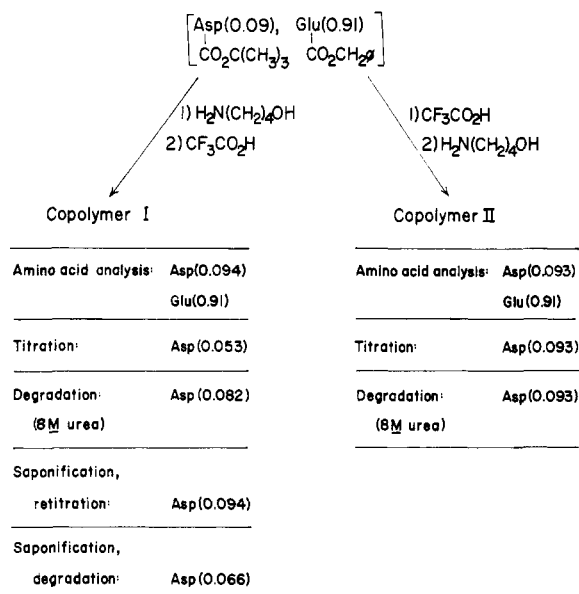 Asp(0.09), Glu(0.91)
CO₂C(CH₃)₃ CO₂CH₂ø
1) H₂N(CH₂)₄OH
2) CF₃CO₂H
1) CF₃CO₂H
2) H₂N(CH₂)₄OH
Copolymer I
Amino acid analysis: Asp(0.094)
Glu(0.91)
Titration: Asp(0.053)
Degradation: Asp(0.082)
(8M urea)
Saponification,
retitration: Asp(0.094)
Saponification,
degradation: Asp(0.066)
Copolymer II
Amino acid analysis: Asp(0.093)
Glu(0.91)
Titration: Asp(0.093)
Degradation: Asp(0.093)
(8M urea)